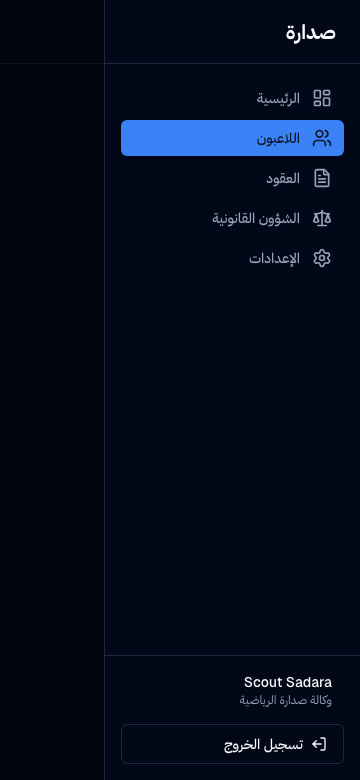 صدارة
الرئيسية
اللاعبون
العقود
الشؤون القانونية
الإعدادات
Scout Sadara
وكالة صدارة الرياضية
تسجيل الخروج